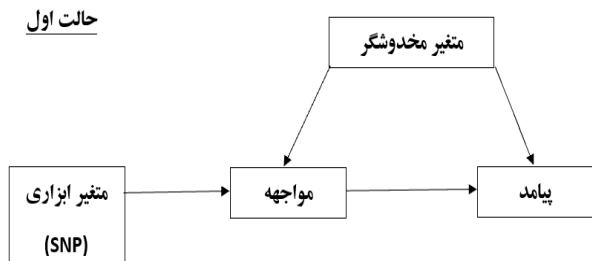 حالت اول
متغیر مخدوشگر
متغیر ابزاری
(SNP)
مواجهه
پیامد